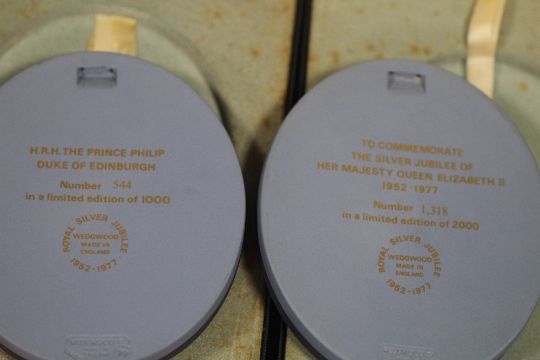 H.R.H. THE PRINCE PHILIP
DUKE OF EDINBURGH
Number 544
in a limited edition of 1000
ROYAL SILVER JUBILEE
WEDGWOOD
MADE IN
ENGLAND
1952-1977
WEDGWOOD
TO COMMEMORATE
THE SILVER JUBILEE OF
HER MAJESTY QUEEN ELIZABETH II
1952-1977
Number 1,318
in a limited edition of 2000
ROYAL SILVER JUBILEE
WEDGWOOD
MADE IN
ENGLAND
1952-1977